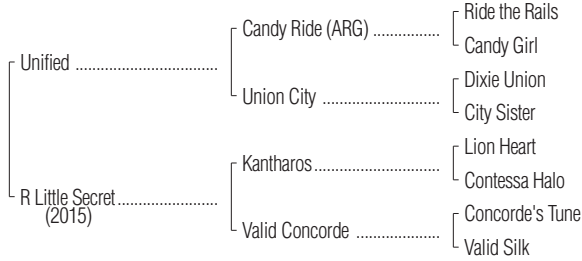 Ride the Rails
Candy Ride (ARG) ................
Candy Girl
Unified ..................................
Dixie Union
Union City ............................
City Sister
Lion Heart
Kantharos..............................
Contessa Halo
R Little Secret........................
(2015)
Concorde's Tune
Valid Concorde ....................
Valid Silk